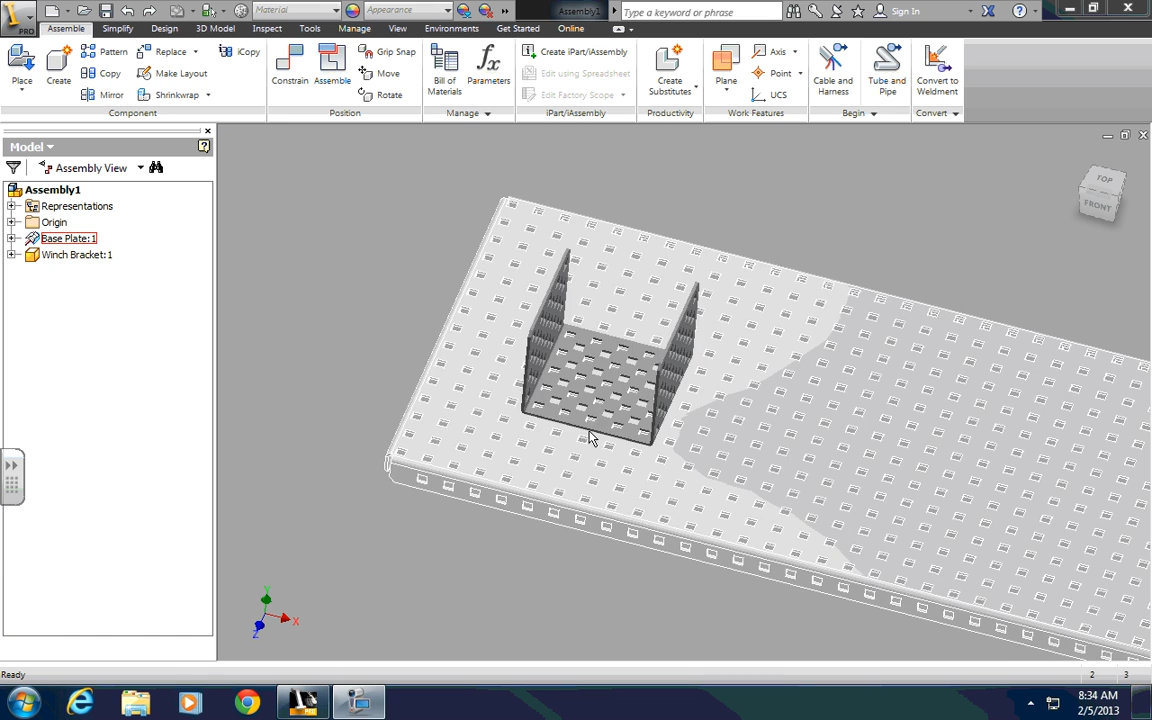 Material
Appearance
Assembly1
Type a keyword or phrase
Sign In
PRO
Assemble Simplify Design 3D Model Inspect Tools Manage View Environments Get Started Online
Place
Create
Pattern
Copy
Mirror
Replace
Make Layout
Shrinkwrap
iCopy
Component
Constrain
Assemble
Grip Snap
Move
Rotate
Position
Bill of
Materials
Parameters
Manage
Create iPart/iAssembly
Edit using Spreadsheet
Edit Factory Scope
iPart/iAssembly
Create
Substitutes
Productivity
Plane
Axis
Point
UCS
Work Features
Cable and
Harness
Tube and
Pipe
Begin
Convert to
Weldment
Convert
Model
Assembly View
Assembly1
Representations
Origin
Base Plate:1
Winch Bracket:1
TOP
FRONT
Y
X
Z
Ready
2 3
8:34 AM
2/5/2013